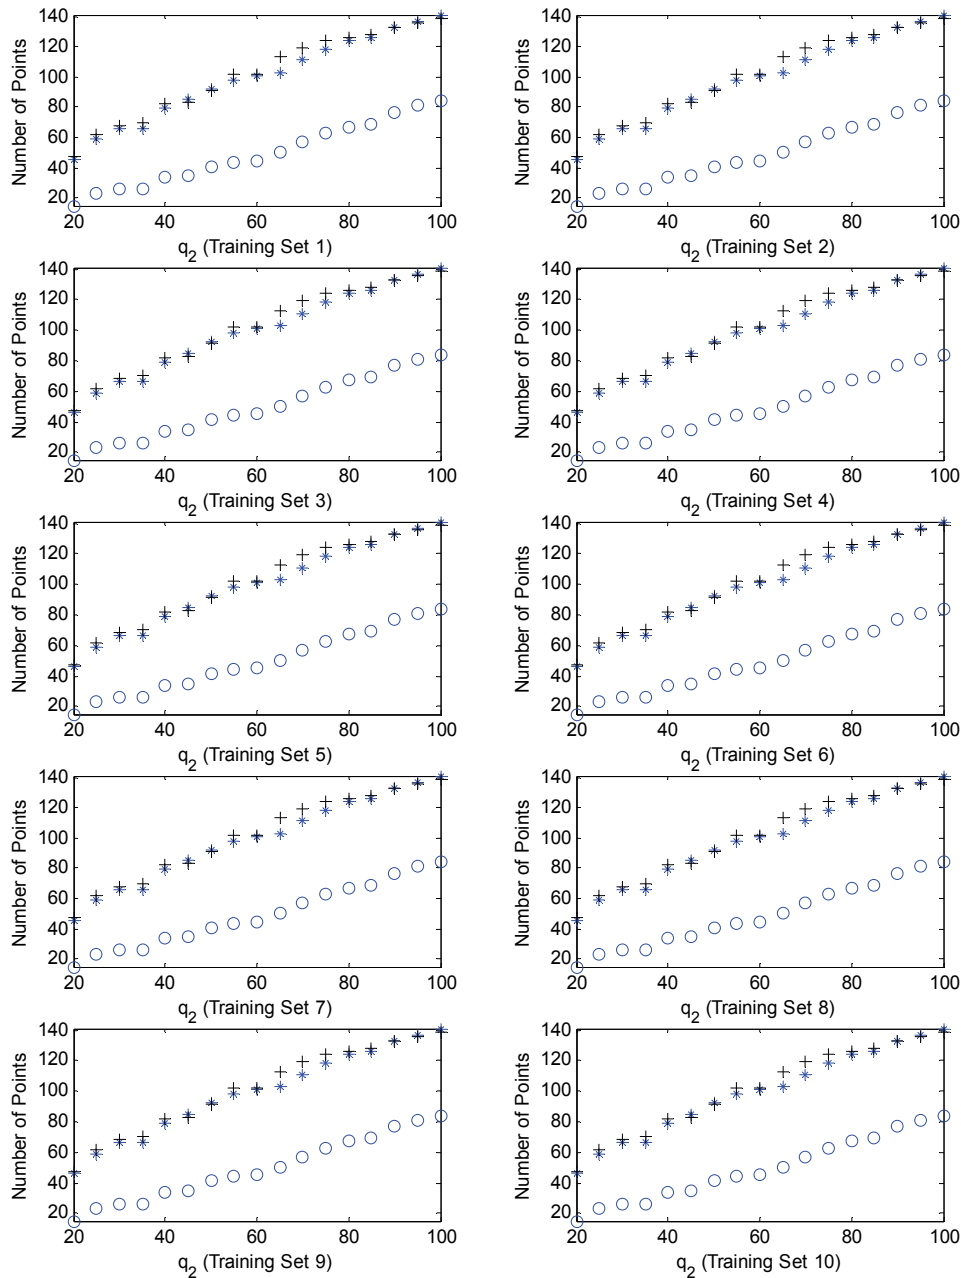 140
120
100
80
60
40
20
Number of Points
20 40 60 80 100
q2 (Training Set 1)
140
120
100
80
60
40
20
Number of Points
20 40 60 80 100
q2 (Training Set 2)
140
120
100
80
60
40
20
Number of Points
20 40 60 80 100
q2 (Training Set 3)
140
120
100
80
60
40
20
Number of Points
20 40 60 80 100
q2 (Training Set 4)
140
120
100
80
60
40
20
Number of Points
20 40 60 80 100
q2 (Training Set 5)
140
120
100
80
60
40
20
Number of Points
20 40 60 80 100
q2 (Training Set 6)
140
120
100
80
60
40
20
Number of Points
20 40 60 80 100
q2 (Training Set 7)
140
120
100
80
60
40
20
Number of Points
20 40 60 80 100
q2 (Training Set 8)
140
120
100
80
60
40
20
Number of Points
20 40 60 80 100
q2 (Training Set 9)
140
120
100
80
60
40
20
Number of Points
20 40 60 80 100
q2 (Training Set 10)